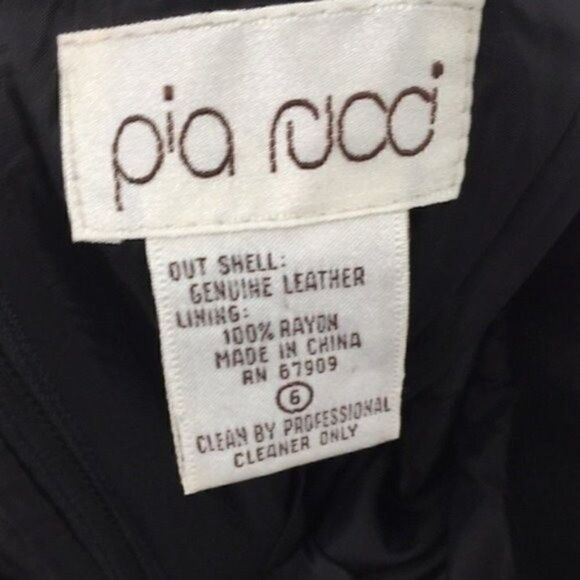 pia rucci
OUT SHELL:
GENUINE LEATHER
LINING:
100% RAYON
MADE IN CHINA
RN 67909
6
CLEAN BY PROFESSIONAL
CLEANER ONLY